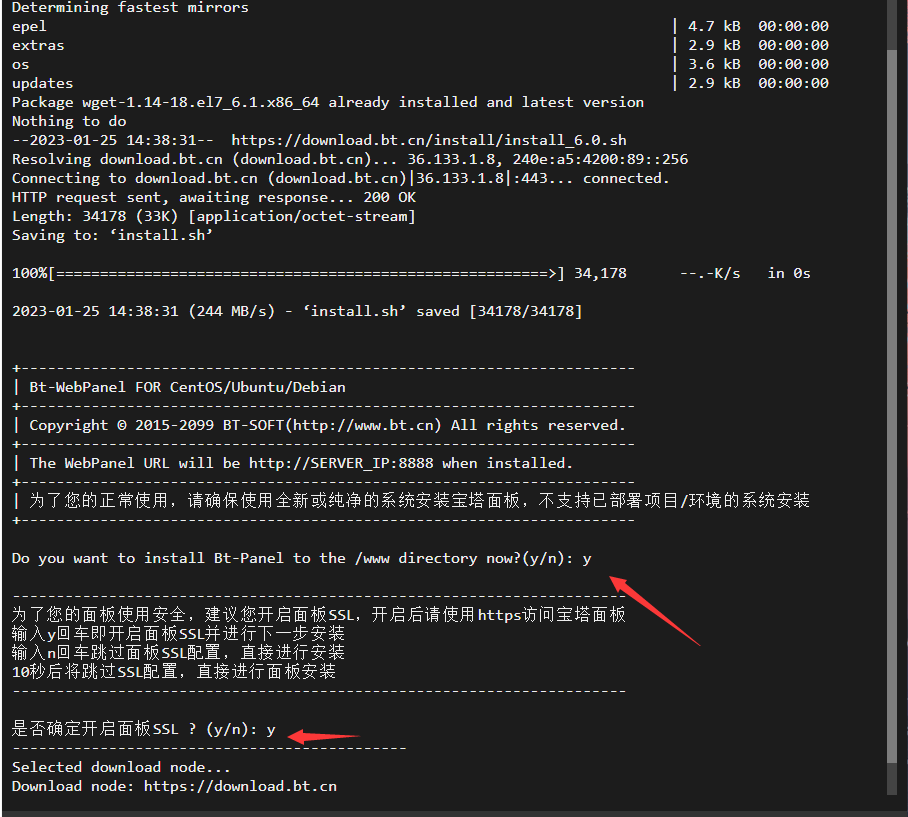 Determining fastest mirrors
epel | 4.7 kB 00:00:00
extras | 2.9 kB 00:00:00
os | 3.6 kB 00:00:00
updates | 2.9 kB 00:00:00
Package wget-1.14-18.el7_6.1.x86_64 already installed and latest version
Nothing to do
--2023-01-25 14:38:31-- https://download.bt.cn/install/install_6.0.sh
Resolving download.bt.cn (download.bt.cn)... 36.133.1.8, 240e:a5:4200:89::256
Connecting to download.bt.cn (download.bt.cn)|36.133.1.8|:443... connected.
HTTP request sent, awaiting response... 200 OK
Length: 34178 (33K) [application/octet-stream]
Saving to: ‘install.sh’
100%[========================================================>] 34,178 --.-K/s in 0s
2023-01-25 14:38:31 (244 MB/s) - ‘install.sh’ saved [34178/34178]
+----------------------------------------------------------------------
| Bt-WebPanel FOR CentOS/Ubuntu/Debian
+----------------------------------------------------------------------
| Copyright © 2015-2099 BT-SOFT(http://www.bt.cn) All rights reserved.
+----------------------------------------------------------------------
| The WebPanel URL will be http://SERVER_IP:8888 when installed.
+----------------------------------------------------------------------
| 为了您的正常使用，请确保使用全新或纯净的系统安装宝塔面板，不支持已部署项目/环境的系统安装
+----------------------------------------------------------------------
Do you want to install Bt-Panel to the /www directory now?(y/n): y
----------------------------------------------------------------------
为了您的面板使用安全，建议您开启面板SSL，开启后请使用https访问宝塔面板
输入y回车即开启面板SSL并进行下一步安装
输入n回车跳过面板SSL配置，直接进行安装
10秒后将跳过SSL配置，直接进行面板安装
----------------------------------------------------------------------
是否确定开启面板SSL ? (y/n): y
---------------------------------------------
Selected download node...
Download node: https://download.bt.cn